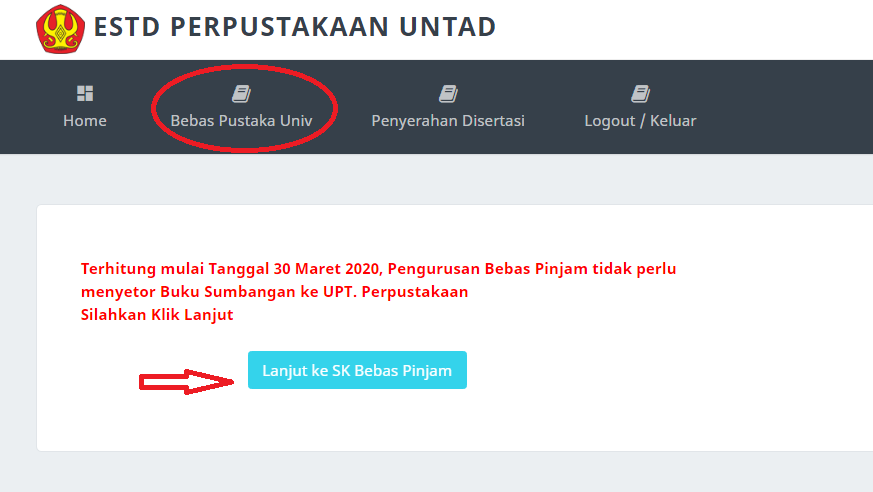 ESTD PERPUSTAKAAN UNTAD
Home
Bebas Pustaka Univ
Penyerahan Disertasi
Logout / Keluar
Terhitung mulai Tanggal 30 Maret 2020, Pengurusan Bebas Pinjam tidak perlu
menyetor Buku Sumbangan ke UPT. Perpustakaan
Silahkan Klik Lanjut
Lanjut ke SK Bebas Pinjam